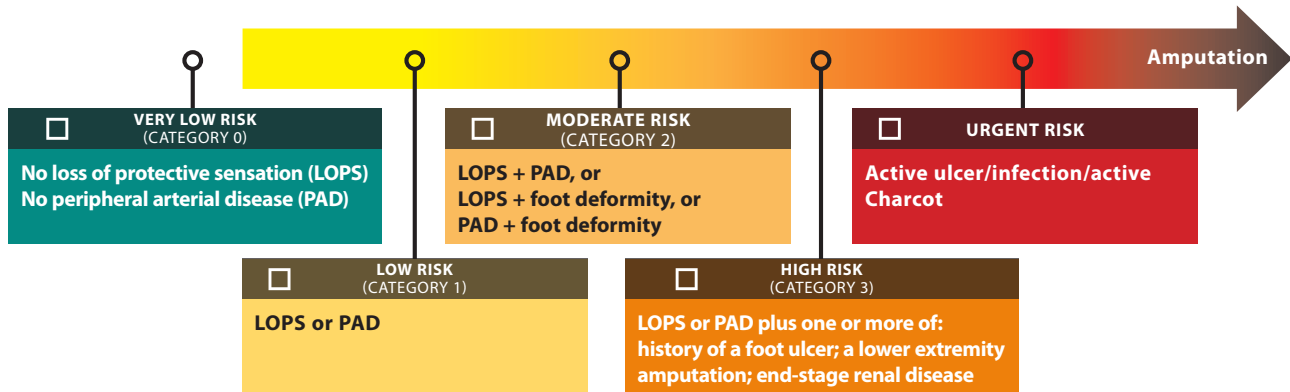 Amputation
VERY LOW RISK
(CATEGORY 0)
No loss of protective sensation (LOPS)
No peripheral arterial disease (PAD)
LOW RISK
(CATEGORY 1)
LOPS or PAD
MODERATE RISK
(CATEGORY 2)
LOPS + PAD, or
LOPS + foot deformity, or
PAD + foot deformity
HIGH RISK
(CATEGORY 3)
LOPS or PAD plus one or more of:
history of a foot ulcer; a lower extremity
amputation; end-stage renal disease
URGENT RISK
Active ulcer/infection/active
Charcot